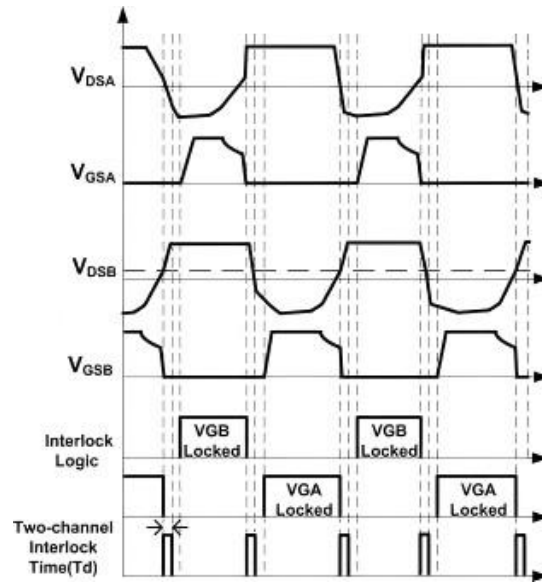 VDSA
VGSA
VDSB
VGSB
Interlock
Logic
VGB
Locked
VGB
Locked
VGA
Locked
VGA
Locked
Two-channel
Interlock
Time(Td)